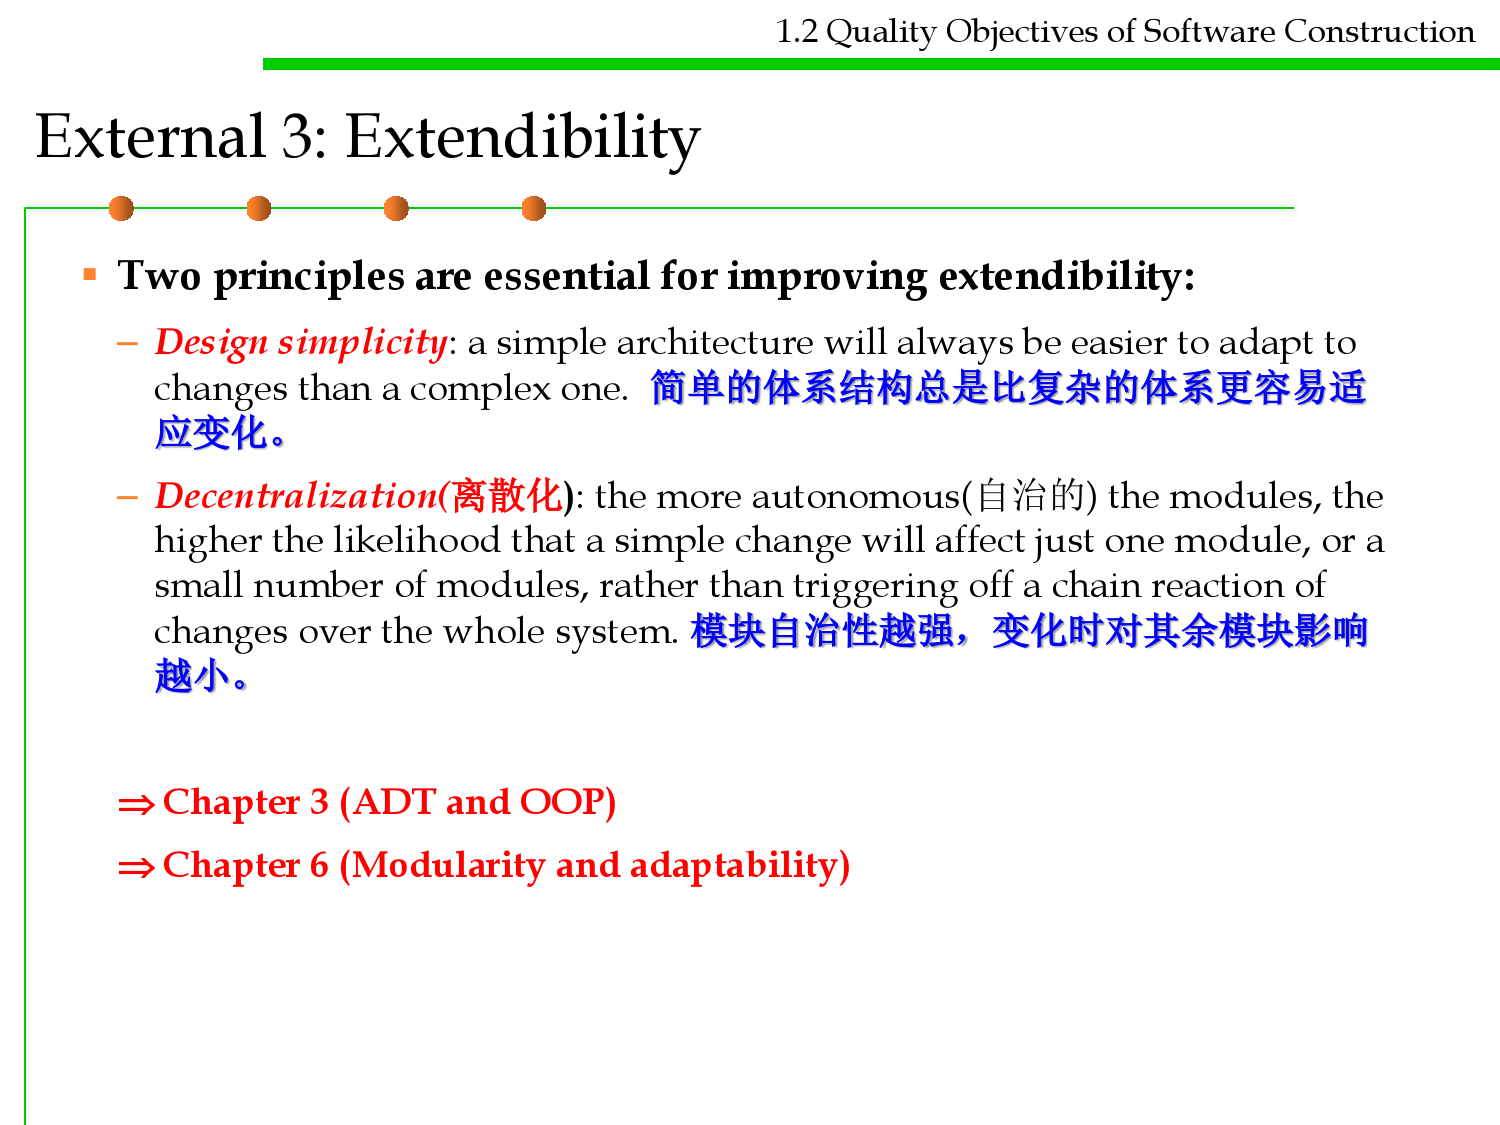 1.2 Quality Objectives of Software Construction
External 3: Extendibility
▪ Two principles are essential for improving extendibility:
– Design simplicity: a simple architecture will always be easier to adapt to
changes than a complex one. 简单的体系结构总是比复杂的体系更容易适
应变化。
– Decentralization(离散化): the more autonomous(自治的) the modules, the
higher the likelihood that a simple change will affect just one module, or a
small number of modules, rather than triggering off a chain reaction of
changes over the whole system. 模块自治性越强，变化时对其余模块影响
越小。
⇒ Chapter 3 (ADT and OOP)
⇒ Chapter 6 (Modularity and adaptability)